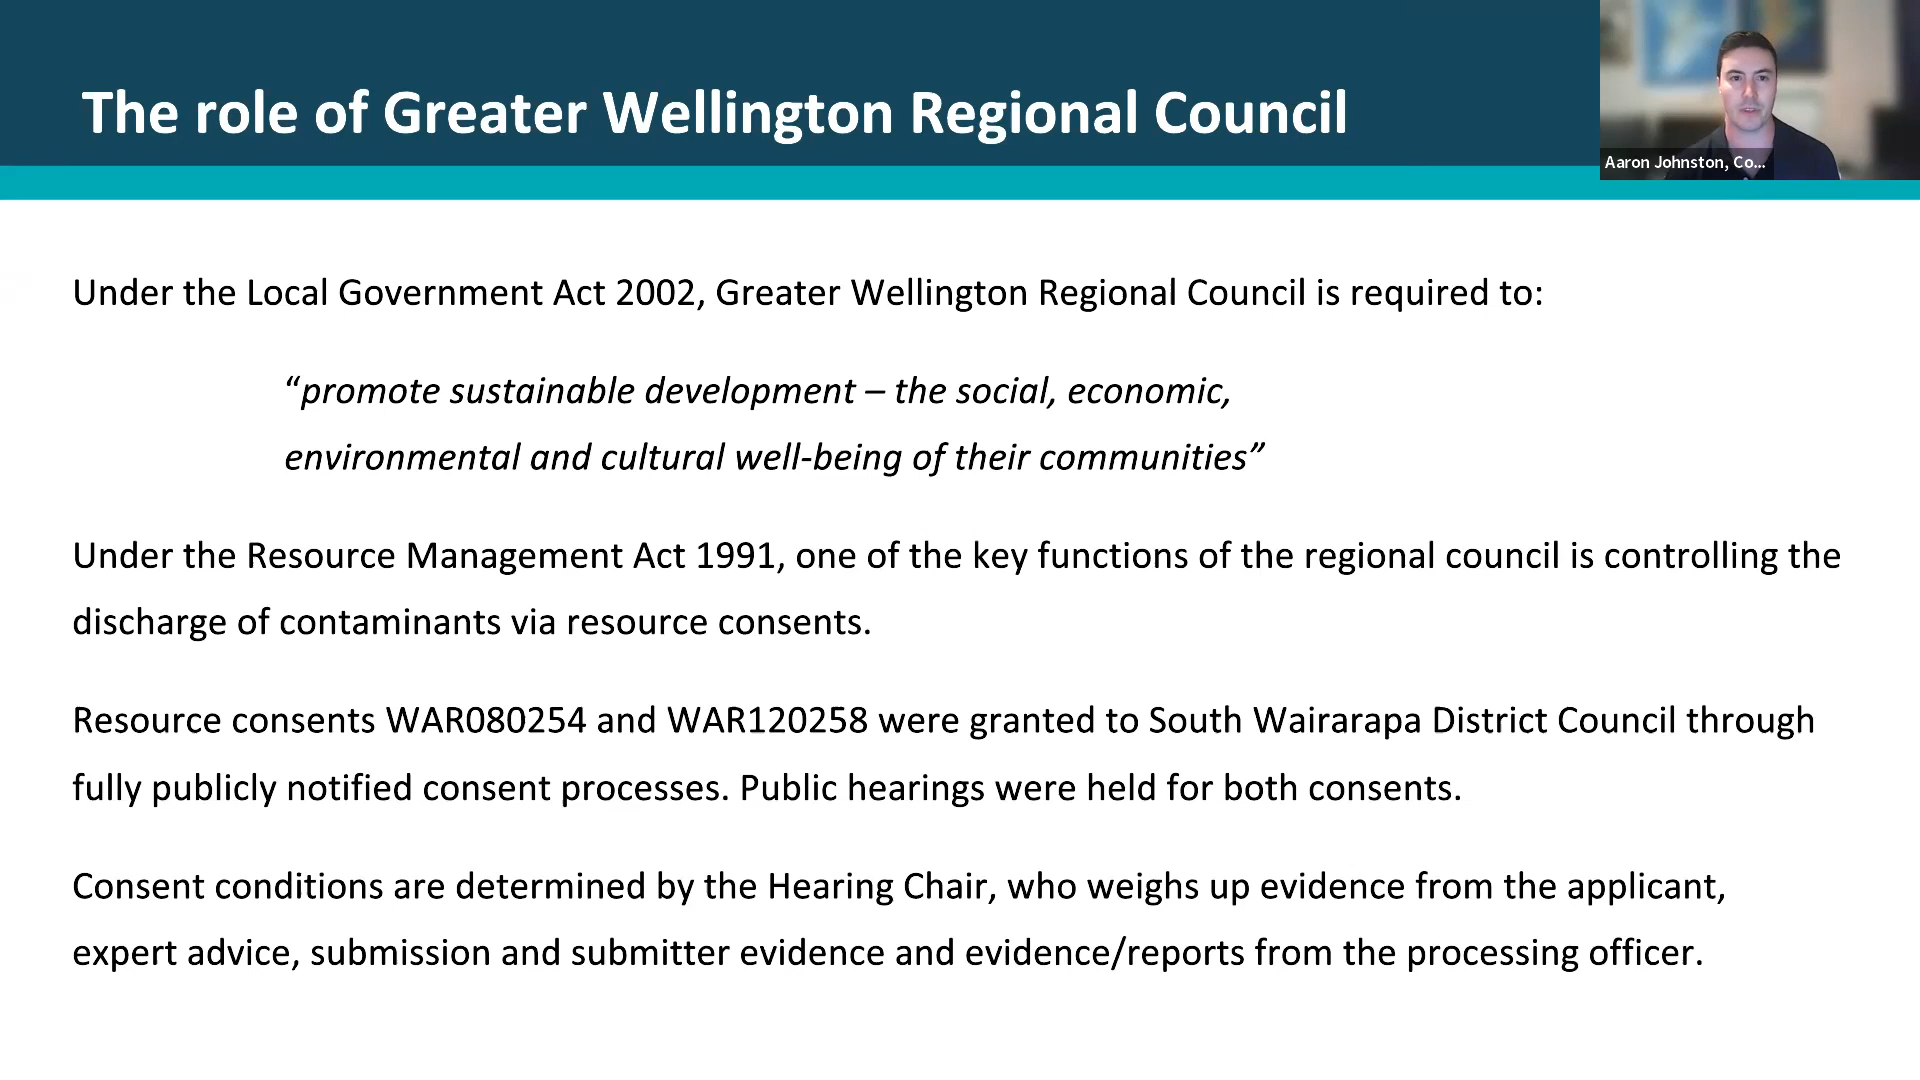 The role of Greater Wellington Regional Council
Aaron Johnston, Co...
Under the Local Government Act 2002, Greater Wellington Regional Council is required to:
“promote sustainable development – the social, economic,
environmental and cultural well-being of their communities”
Under the Resource Management Act 1991, one of the key functions of the regional council is controlling the
discharge of contaminants via resource consents.
Resource consents WAR080254 and WAR120258 were granted to South Wairarapa District Council through
fully publicly notified consent processes. Public hearings were held for both consents.
Consent conditions are determined by the Hearing Chair, who weighs up evidence from the applicant,
expert advice, submission and submitter evidence and evidence/reports from the processing officer.